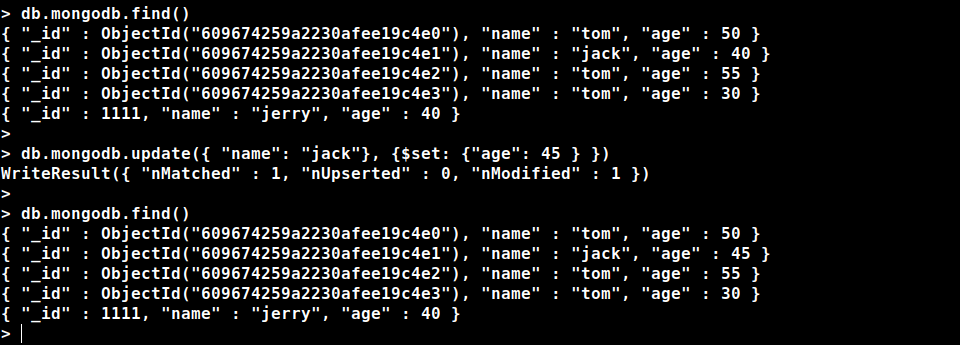 > db.mongodb.find()
{ "_id" : ObjectId("609674259a2230afee19c4e0"), "name" : "tom", "age" : 50 }
{ "_id" : ObjectId("609674259a2230afee19c4e1"), "name" : "jack", "age" : 40 }
{ "_id" : ObjectId("609674259a2230afee19c4e2"), "name" : "tom", "age" : 55 }
{ "_id" : ObjectId("609674259a2230afee19c4e3"), "name" : "tom", "age" : 30 }
{ "_id" : 1111, "name" : "jerry", "age" : 40 }
>
> db.mongodb.update({ "name": "jack"}, {$set: {"age": 45 } })
WriteResult({ "nMatched" : 1, "nUpserted" : 0, "nModified" : 1 })
>
> db.mongodb.find()
{ "_id" : ObjectId("609674259a2230afee19c4e0"), "name" : "tom", "age" : 50 }
{ "_id" : ObjectId("609674259a2230afee19c4e1"), "name" : "jack", "age" : 45 }
{ "_id" : ObjectId("609674259a2230afee19c4e2"), "name" : "tom", "age" : 55 }
{ "_id" : ObjectId("609674259a2230afee19c4e3"), "name" : "tom", "age" : 30 }
{ "_id" : 1111, "name" : "jerry", "age" : 40 }
>